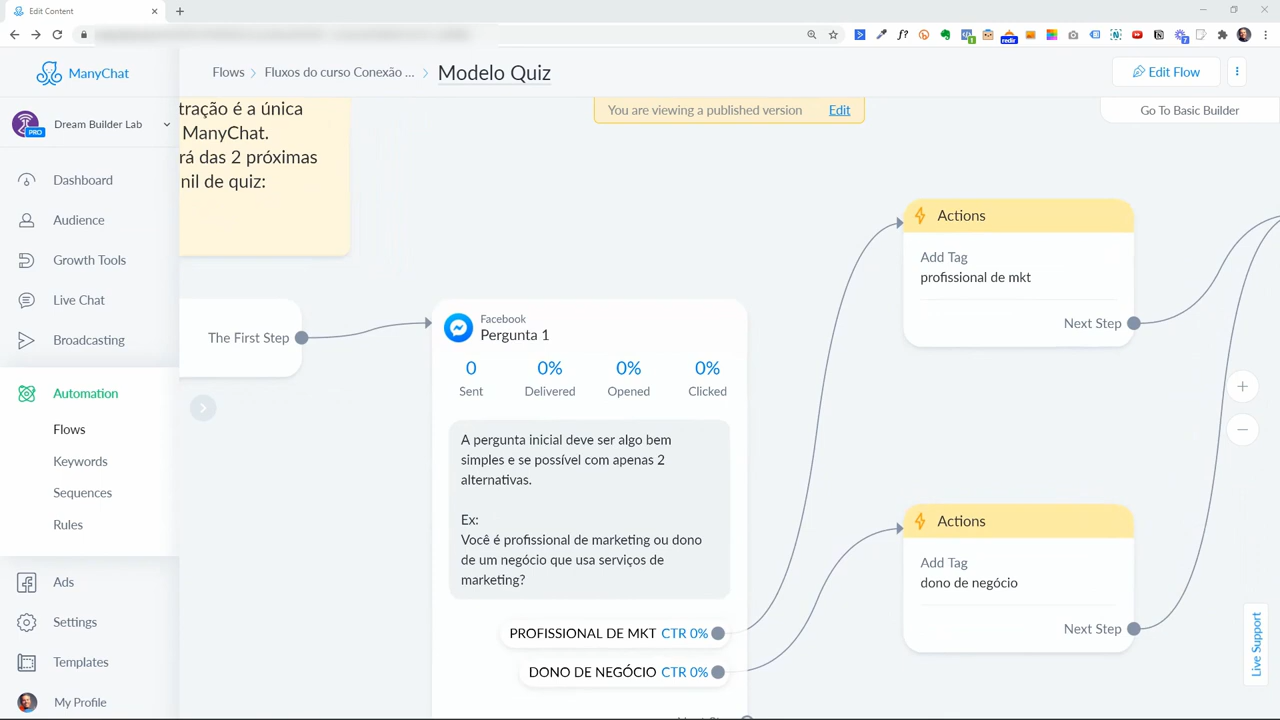 Edit Content
ManyChat
Flows
Fluxos do curso Conexão ...
Modelo Quiz
Edit Flow
Dream Builder Lab
PRO
tração é a única
ManyChat.
rá das 2 próximas
nil de quiz:
You are viewing a published version Edit
Go To Basic Builder
Dashboard
Audience
Growth Tools
Live Chat
Broadcasting
Automation
Flows
Keywords
Sequences
Rules
Ads
Settings
Templates
My Profile
The First Step
Facebook
Pergunta 1
0 0% 0% 0%
Sent Delivered Opened Clicked
A pergunta inicial deve ser algo bem
simples e se possível com apenas 2
alternativas.
Ex:
Você é profissional de marketing ou dono
de um negócio que usa serviços de
marketing?
PROFISSIONAL DE MKT CTR 0%
DONO DE NEGÓCIO CTR 0%
Actions
Add Tag
profissional de mkt
Next Step
Actions
Add Tag
dono de negócio
Next Step
Live Support